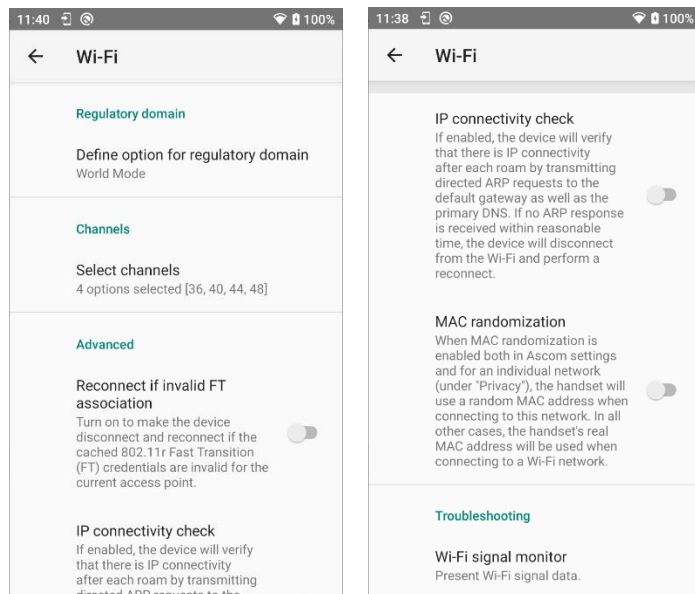 11:40 100%
Wi-Fi
Regulatory domain
Define option for regulatory domain
World Mode
Channels
Select channels
4 options selected [36, 40, 44, 48]
Advanced
Reconnect if invalid FT
association
Turn on to make the device
disconnect and reconnect if the
cached 802.11r Fast Transition
(FT) credentials are invalid for the
current access point.
IP connectivity check
If enabled, the device will verify
that there is IP connectivity
after each roam by transmitting
directed ARP requests to the
11:38 100%
Wi-Fi
IP connectivity check
If enabled, the device will verify
that there is IP connectivity
after each roam by transmitting
directed ARP requests to the
default gateway as well as the
primary DNS. If no ARP response
is received within reasonable
time, the device will disconnect
from the Wi-Fi and perform a
reconnect.
MAC randomization
When MAC randomization is
enabled both in Ascom settings
and for an individual network
(under "Privacy"), the handset will
use a random MAC address when
connecting to this network. In all
other cases, the handset's real
MAC address will be used when
connecting to a Wi-Fi network.
Troubleshooting
Wi-Fi signal monitor
Present Wi-Fi signal data.